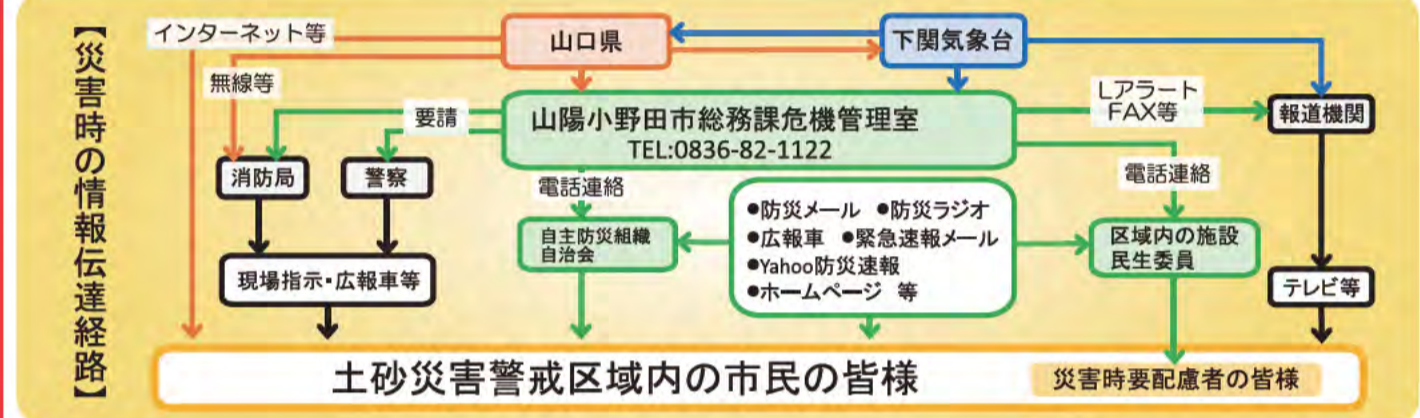 【災害時の情報伝達経路】
インターネット等
山口県
下関気象台
無線等
要請
山陽小野田市総務課危機管理室
TEL:0836-82-1122
Lアラート
FAX等
報道機関
消防局
警察
電話連絡
電話連絡
●防災メール ●防災ラジオ
●広報車 ●緊急速報メール
●Yahoo防災速報
●ホームページ 等
自主防災組織
自治会
区域内の施設
民生委員
現場指示・広報車等
テレビ等
土砂災害警戒区域内の市民の皆様
災害時要配慮者の皆様